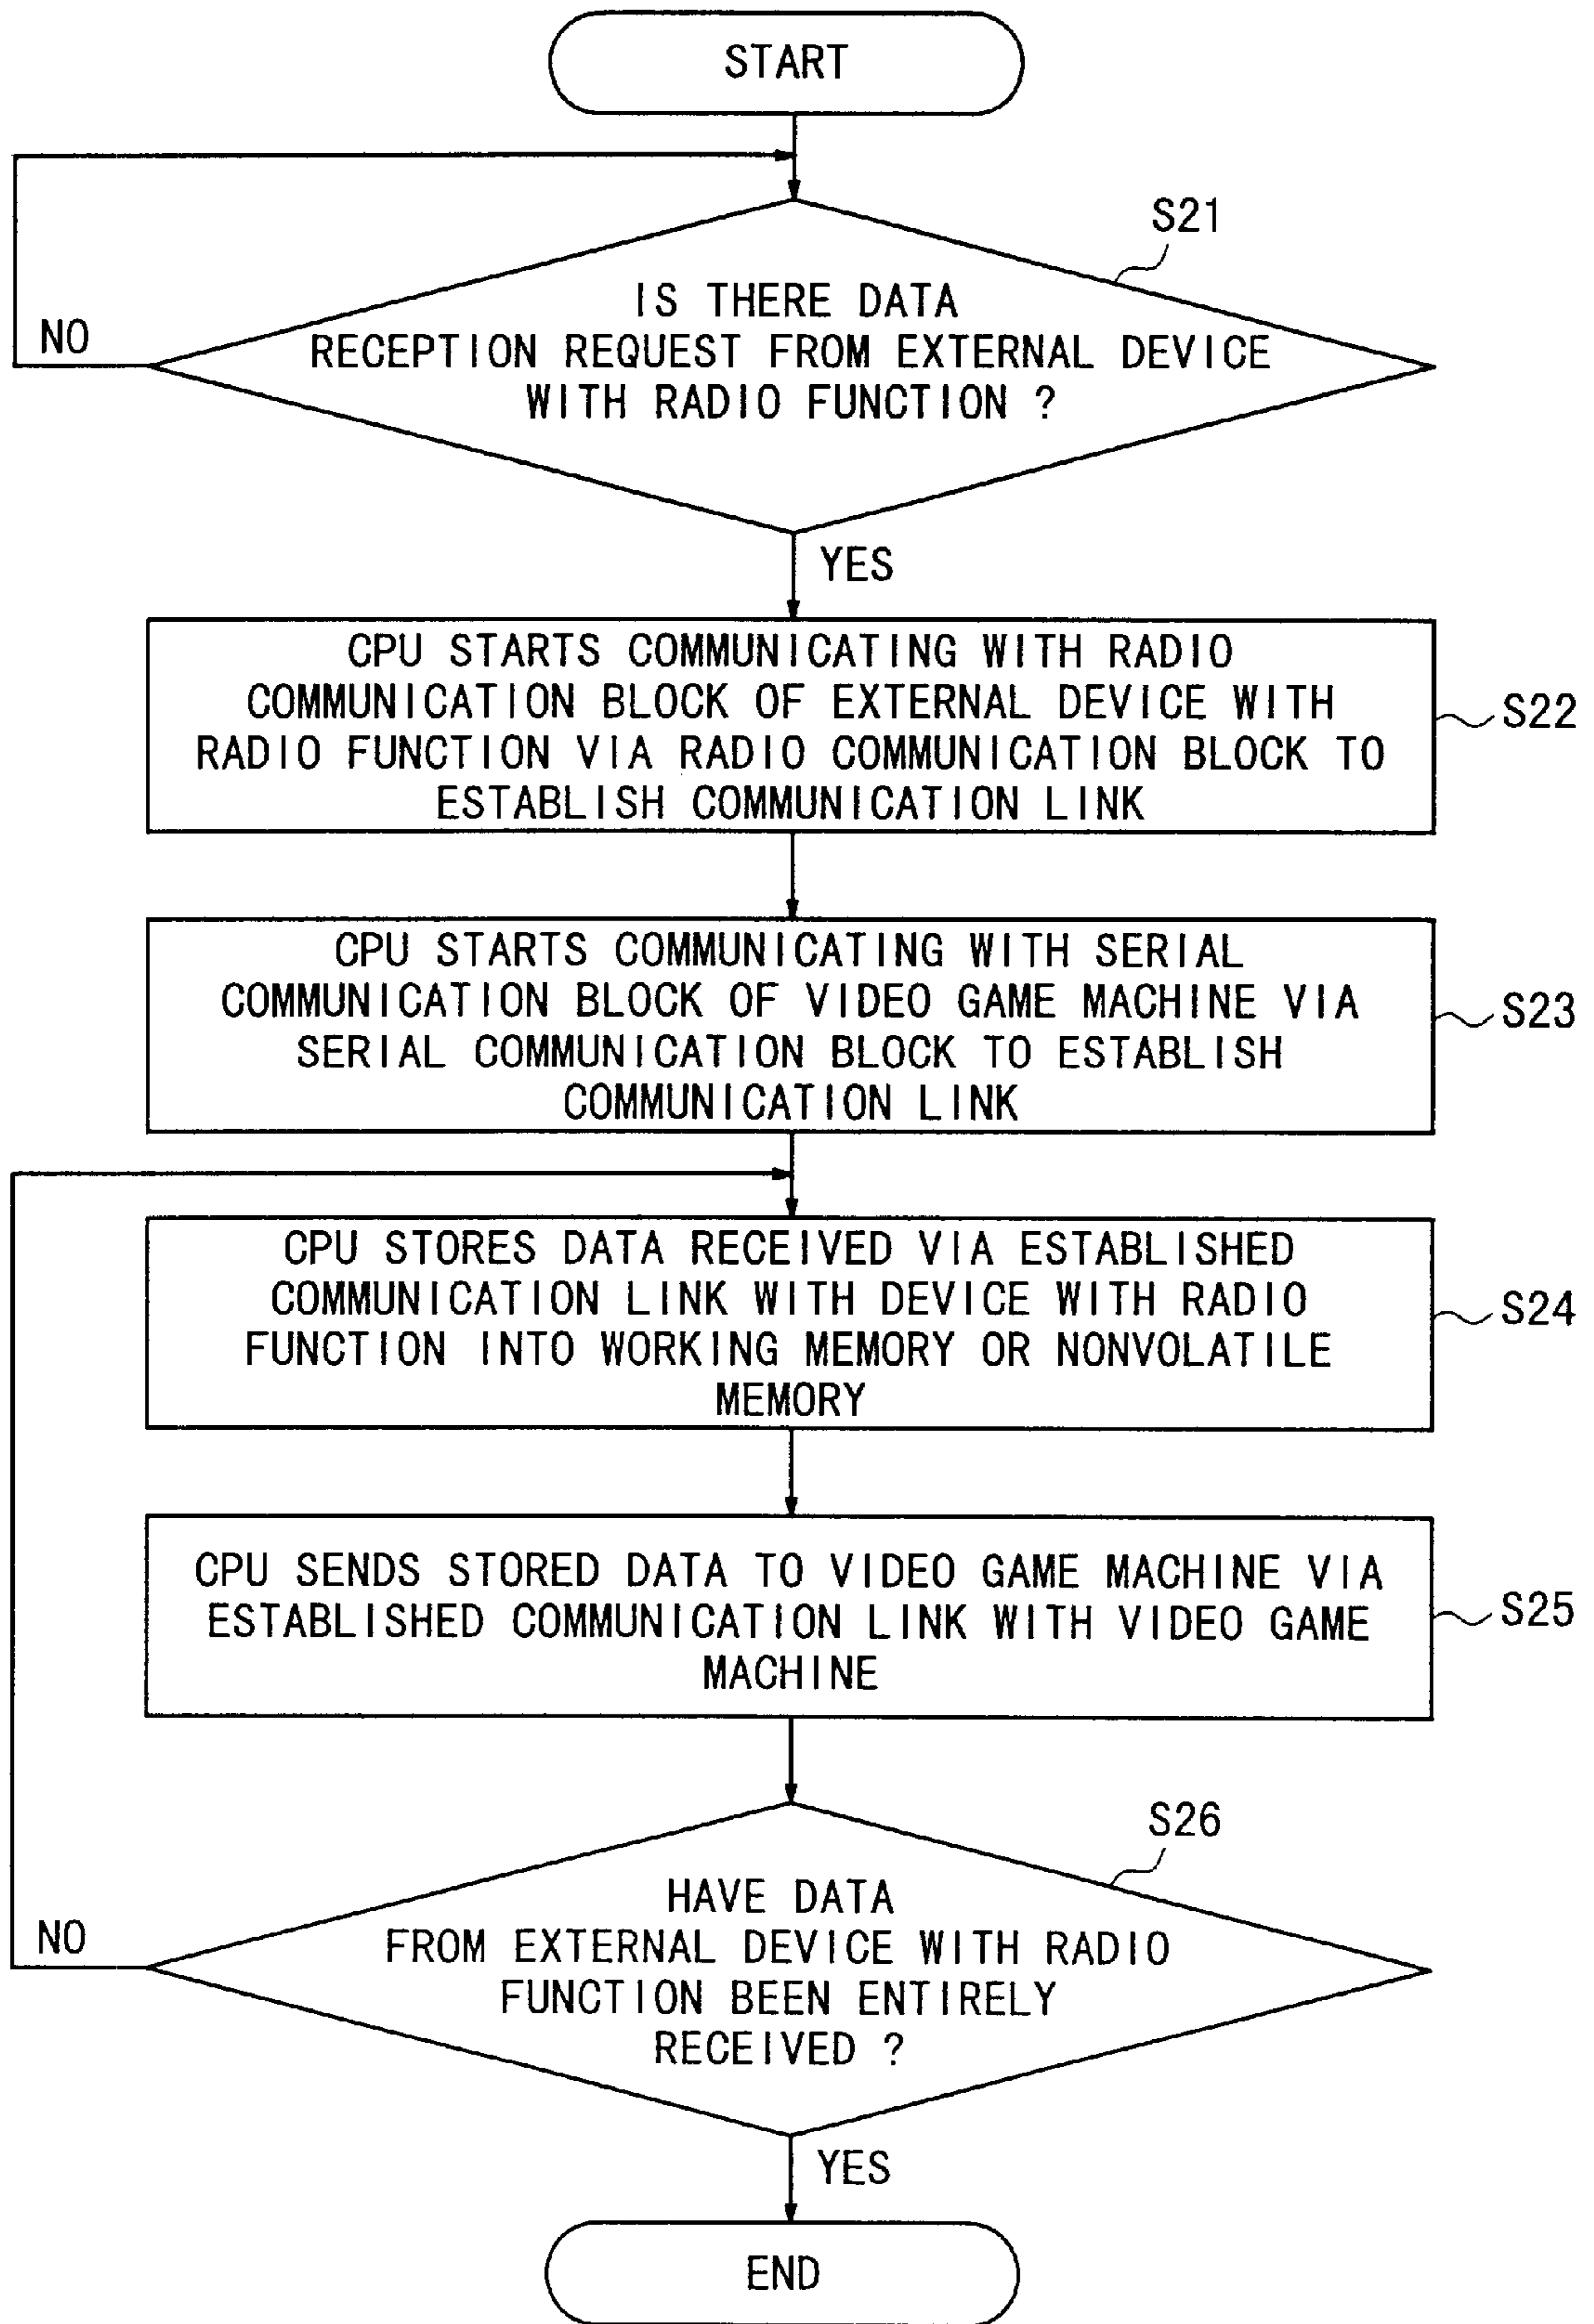 START
S21
IS THERE DATA
RECEPTION REQUEST FROM EXTERNAL DEVICE
WITH RADIO FUNCTION ?
NO
YES
CPU STARTS COMMUNICATING WITH RADIO
COMMUNICATION BLOCK OF EXTERNAL DEVICE WITH
RADIO FUNCTION VIA RADIO COMMUNICATION BLOCK TO
ESTABLISH COMMUNICATION LINK
S22
CPU STARTS COMMUNICATING WITH SERIAL
COMMUNICATION BLOCK OF VIDEO GAME MACHINE VIA
SERIAL COMMUNICATION BLOCK TO ESTABLISH
COMMUNICATION LINK
S23
CPU STORES DATA RECEIVED VIA ESTABLISHED
COMMUNICATION LINK WITH DEVICE WITH RADIO
FUNCTION INTO WORKING MEMORY OR NONVOLATILE
MEMORY
S24
CPU SENDS STORED DATA TO VIDEO GAME MACHINE VIA
ESTABLISHED COMMUNICATION LINK WITH VIDEO GAME
MACHINE
S25
S26
HAVE DATA
FROM EXTERNAL DEVICE WITH RADIO
FUNCTION BEEN ENTIRELY
RECEIVED ?
NO
YES
END